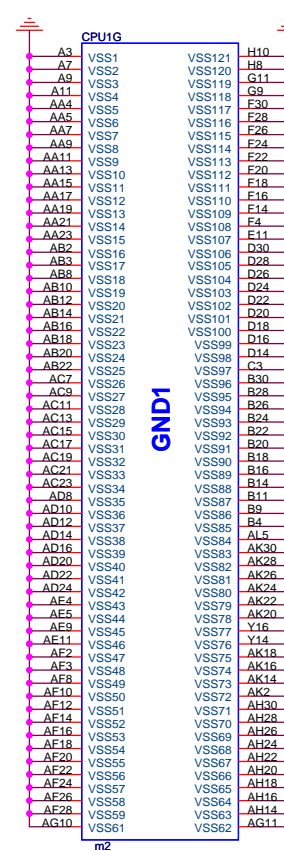 CPU1G
A3 VSS1 VSS121 H10
A7 VSS2 VSS120 H8
A9 VSS3 VSS119 G11
A11 VSS4 VSS118 G9
AA4 VSS5 VSS117 F30
AA5 VSS6 VSS116 F28
AA7 VSS7 VSS115 F26
AA9 VSS8 VSS114 F24
AA11 VSS9 VSS113 F22
AA13 VSS10 VSS112 F20
AA15 VSS11 VSS111 F18
AA17 VSS12 VSS110 F16
AA19 VSS13 VSS109 F14
AA21 VSS14 VSS108 F4
AA23 VSS15 VSS107 E11
AB2 VSS16 VSS106 D30
AB3 VSS17 VSS105 D28
AB8 VSS18 VSS104 D26
AB10 VSS19 VSS103 D24
AB12 VSS20 VSS102 D22
AB14 VSS21 VSS101 D20
AB16 VSS22 VSS100 D18
AB18 VSS23 VSS99 D16
AB20 VSS24 VSS98 D14
AB22 VSS25 VSS97 C3
AC7 VSS26 VSS96 B30
AC9 VSS27 VSS95 B28
AC11 VSS28 VSS94 B26
AC13 VSS29 VSS93 B24
AC15 VSS30 VSS92 B22
AC17 VSS31 VSS91 B20
AC19 VSS32 VSS90 B18
AC21 VSS33 VSS89 B16
AC23 VSS34 VSS88 B14
AD8 VSS35 VSS87 B11
AD10 VSS36 VSS86 B9
AD12 VSS37 VSS85 B4
AD14 VSS38 VSS84 AL5
AD16 VSS39 VSS83 AK30
AD20 VSS40 VSS82 AK28
AD22 VSS41 VSS81 AK26
AD24 VSS42 VSS80 AK24
AE4 VSS43 VSS79 AK22
AE5 VSS44 VSS78 AK20
AE9 VSS45 VSS77 Y16
AE11 VSS46 VSS76 Y14
AF2 VSS47 VSS75 AK18
AF3 VSS48 VSS74 AK16
AF8 VSS49 VSS73 AK14
AF10 VSS50 VSS72 AK2
AF12 VSS51 VSS71 AH30
AF14 VSS52 VSS70 AH28
AF16 VSS53 VSS69 AH26
AF18 VSS54 VSS68 AH24
AF20 VSS55 VSS67 AH22
AF22 VSS56 VSS66 AH20
AF24 VSS57 VSS65 AH18
AF26 VSS58 VSS64 AH16
AF28 VSS59 VSS63 AH14
AG10 VSS61 VSS62 AG11
GND1
m2